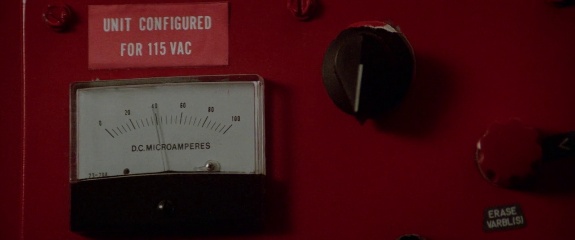 UNIT CONFIGURED
FOR 115 VAC
0 20 40 60 80 100
D.C. MICROAMPERES
ERASE